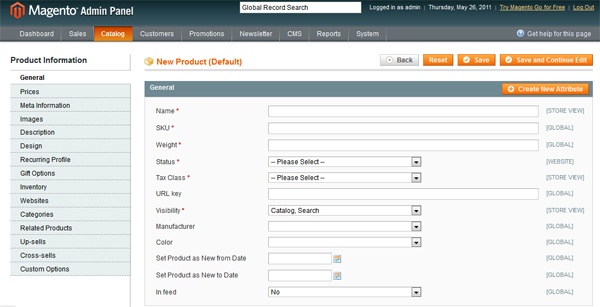 Magento Admin Panel
Global Record Search
Logged in as admin | Thursday, May 26, 2011 | Try Magento Go for Free | Log Out
Dashboard Sales Catalog Customers Promotions Newsletter CMS Reports System Get help for this page
Product Information
General
Prices
Meta Information
Images
Description
Design
Recurring Profile
Gift Options
Inventory
Websites
Categories
Related Products
Up-sells
Cross-sells
Custom Options
New Product (Default)
Back Reset Save Save and Continue Edit
General Create New Attribute
Name * [STORE VIEW]
SKU * [GLOBAL]
Weight * [GLOBAL]
Status * -- Please Select -- [WEBSITE]
Tax Class * -- Please Select -- [STORE VIEW]
URL key [GLOBAL]
Visibility * Catalog, Search [STORE VIEW]
Manufacturer [GLOBAL]
Color [GLOBAL]
Set Product as New from Date [GLOBAL]
Set Product as New to Date [GLOBAL]
In feed No [GLOBAL]